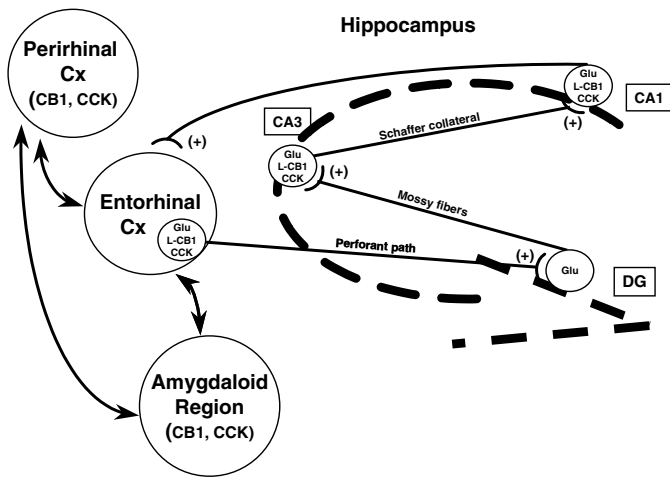 Hippocampus
Perirhinal
Cx
(CB1, CCK)
Glu
L-CB1
CCK
CA1
(+)
CA3
(+)
Schaffer collateral
Glu
L-CB1
CCK
(+)
Mossy fibers
Entorhinal
Cx
Glu
L-CB1
CCK
Perforant path
(+)
Glu
DG
Amygdaloid
Region
(CB1, CCK)